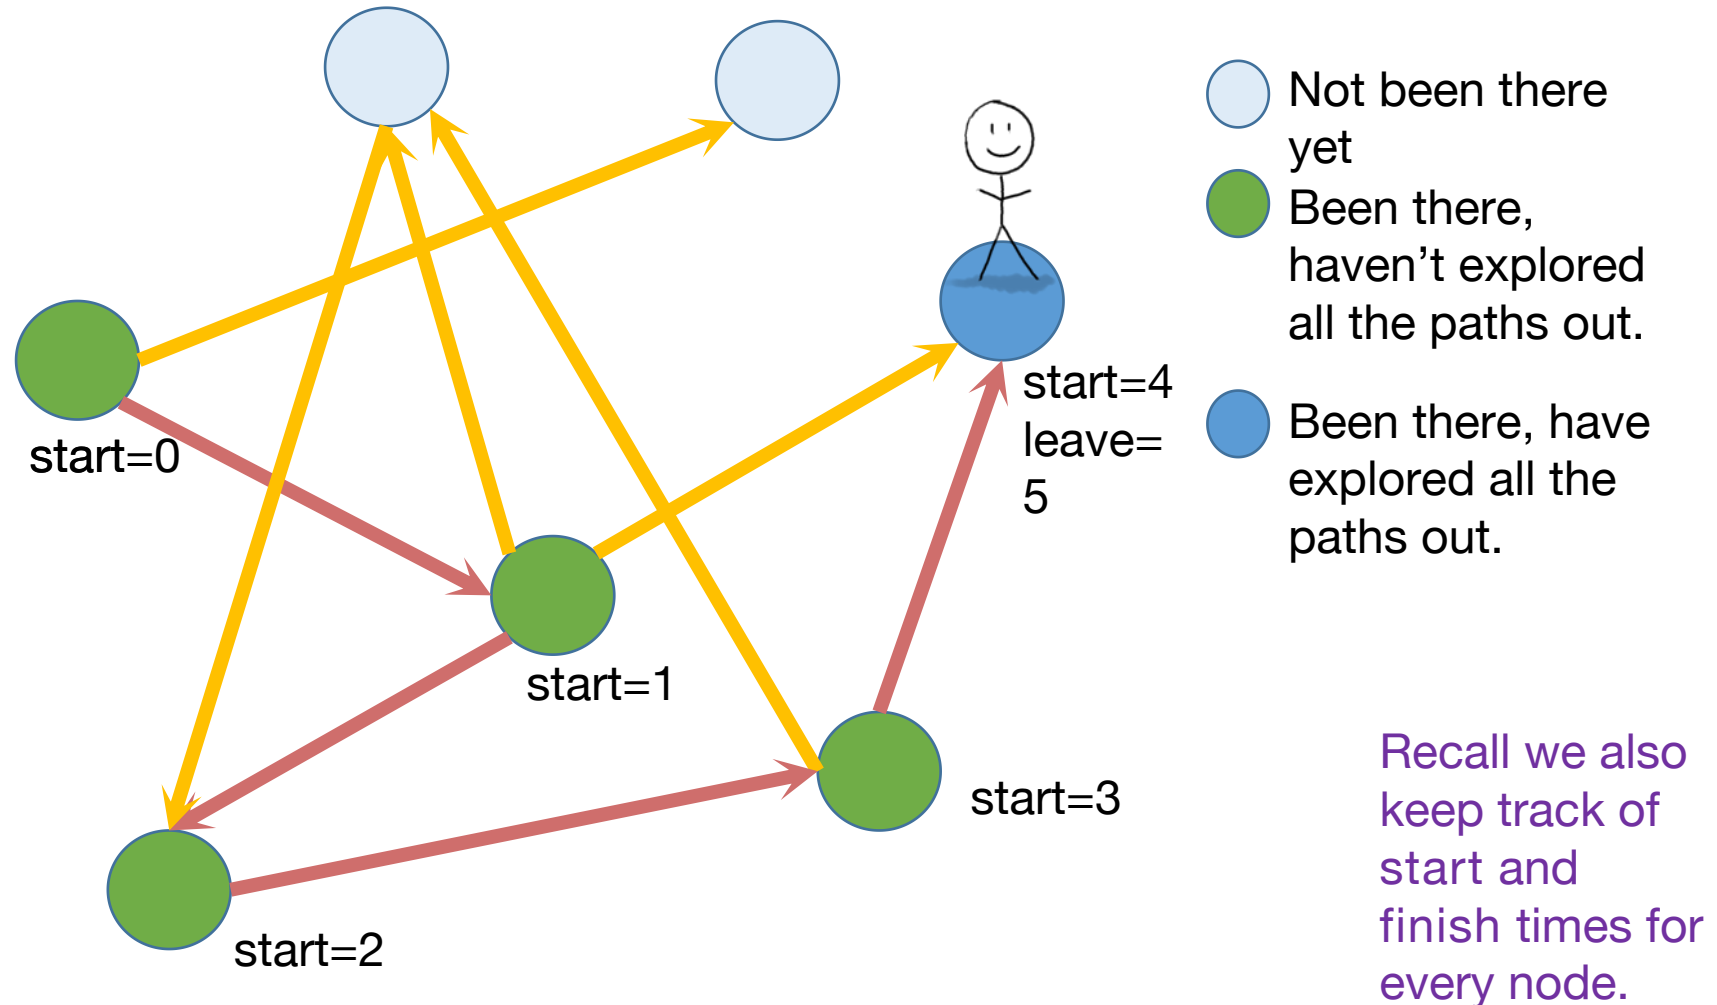 Not been there
yet
Been there,
haven’t explored
all the paths out.
Been there, have
explored all the
paths out.
start=0
start=4
leave=
5
start=1
start=3
start=2
Recall we also
keep track of
start and
finish times for
every node.